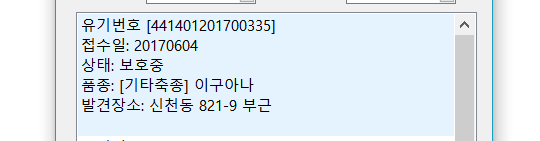 유기번호 [441401201700335]
접수일: 20170604
상태: 보호중
품종: [기타축종] 이구아나
발견장소: 신천동 821-9 부근